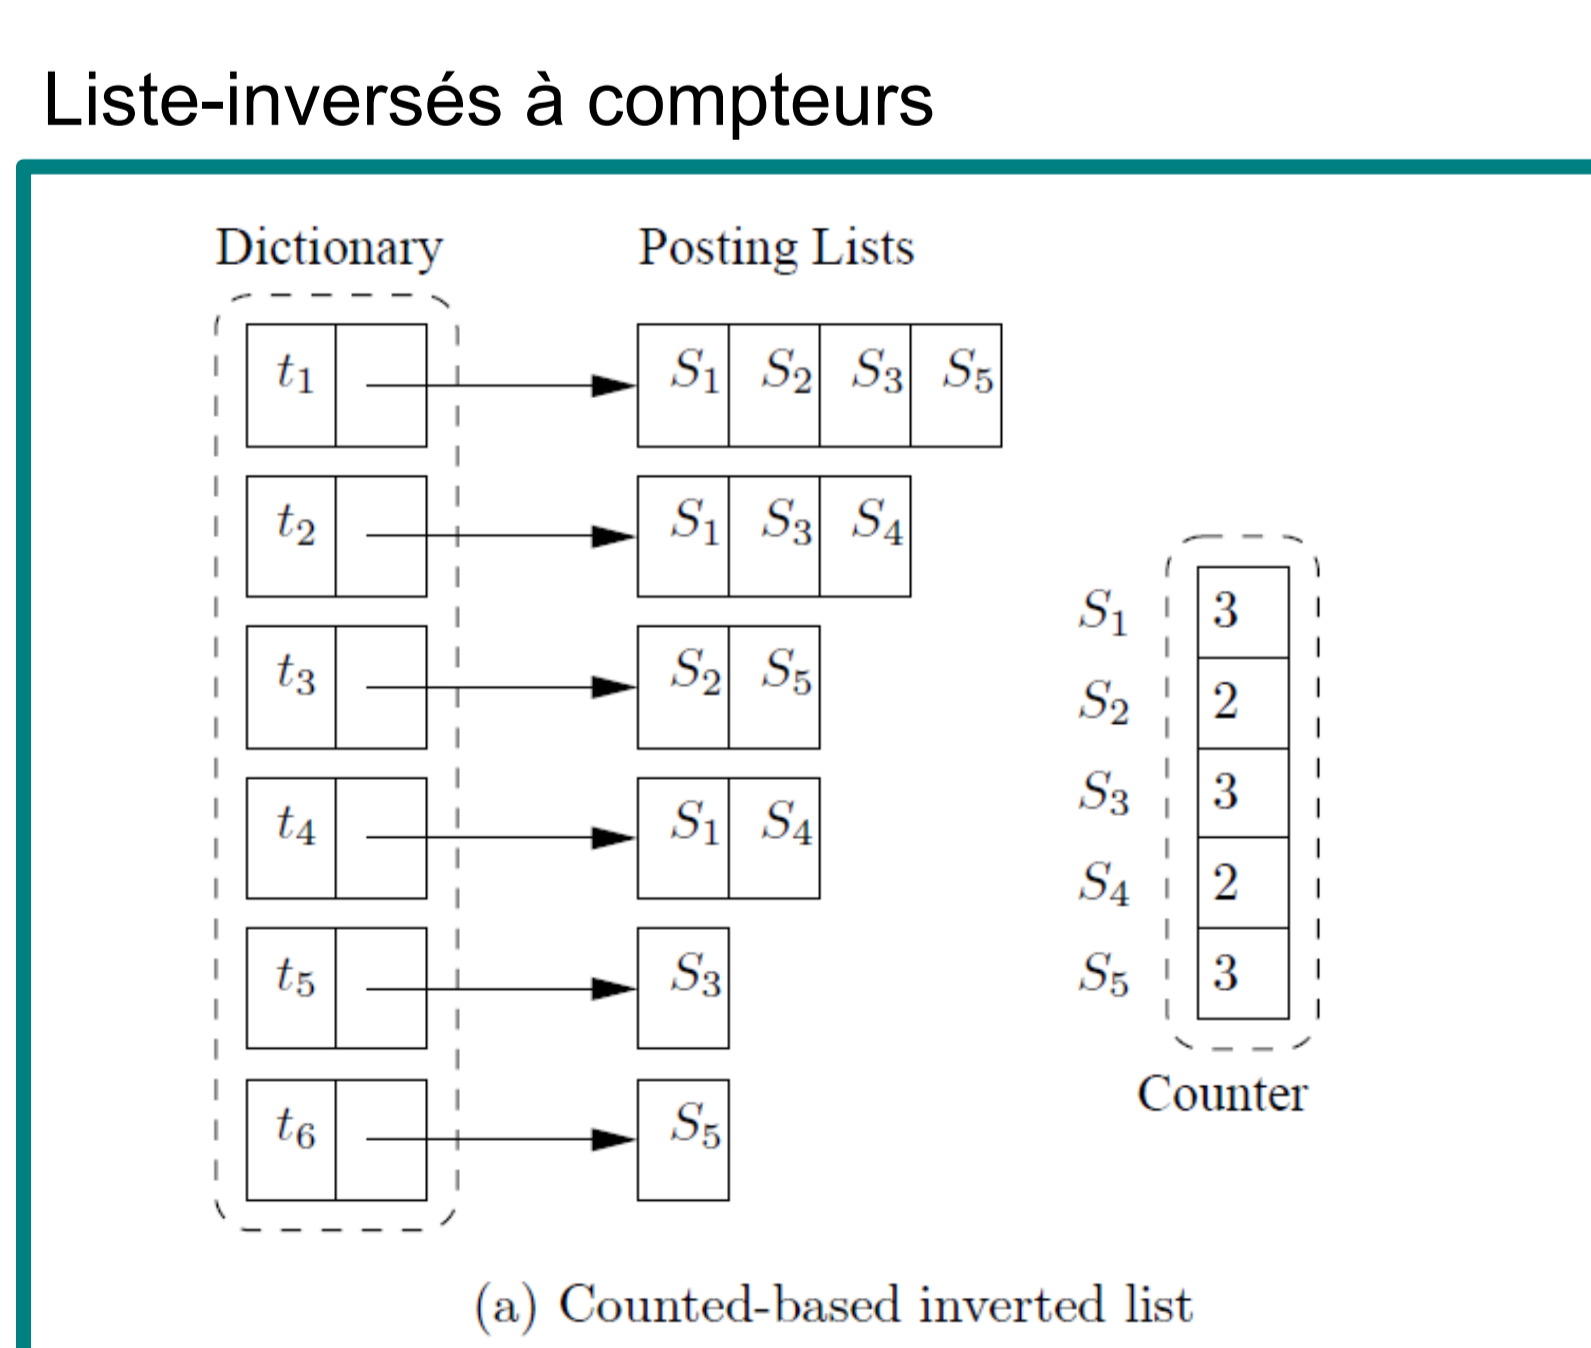 Liste-inversés à compteurs
Dictionary Posting Lists
t1 S1 S2 S3 S5
t2 S1 S3 S4
t3 S2 S5
t4 S1 S4
t5 S3
t6 S5
S1 3
S2 2
S3 3
S4 2
S5 3
Counter
(a) Counted-based inverted list